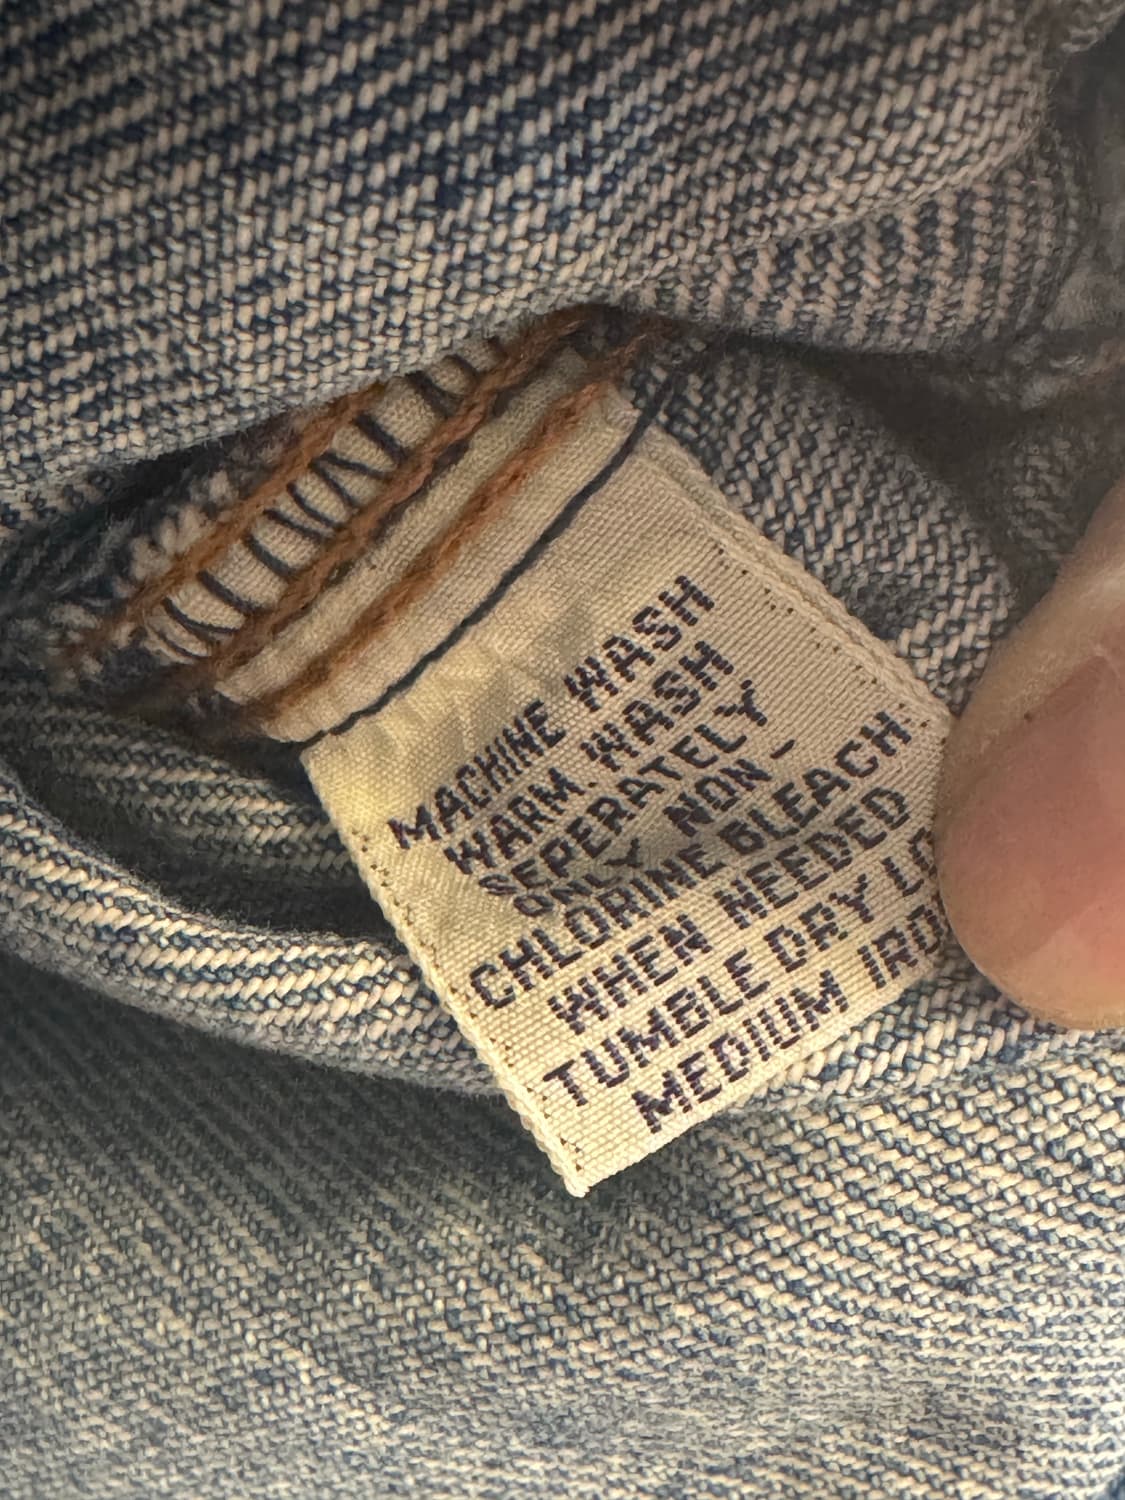 MACHINE WASH
WARM. WASH
SEPERATELY
ONLY NON-
CHLORINE BLEACH
WHEN NEEDED
TUMBLE DRY
MEDIUM